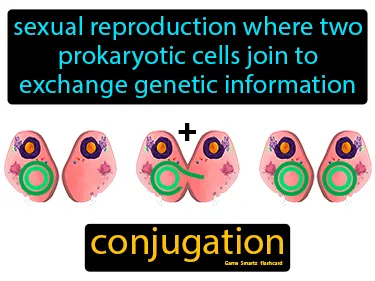 sexual reproduction where two
prokaryotic cells join to
exchange genetic information
+
conjugation
Game Smartz flashcard